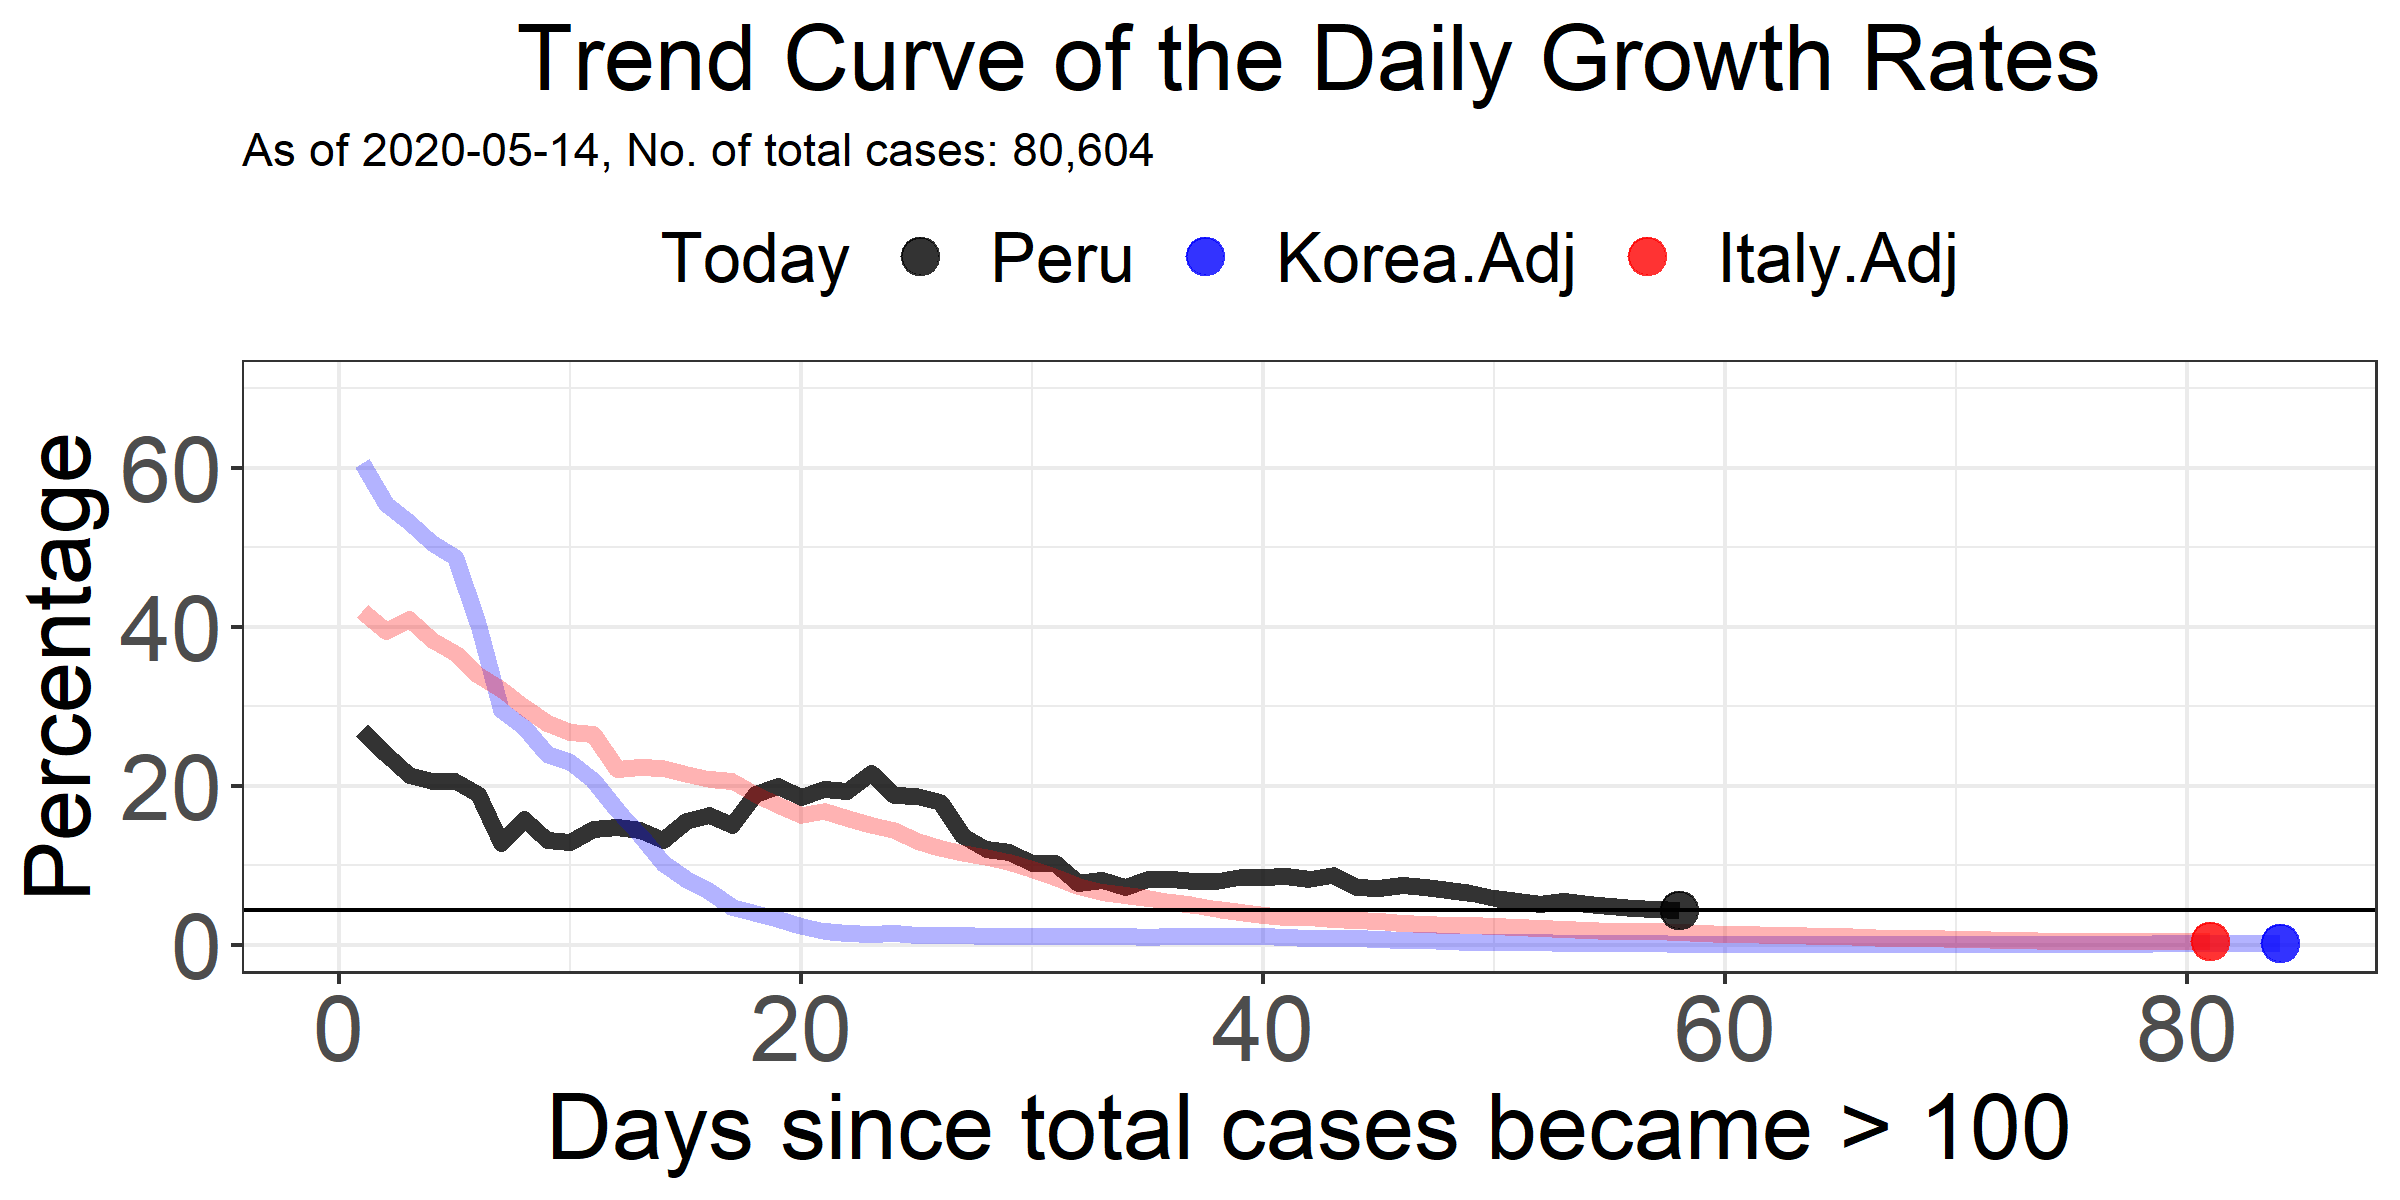 Trend Curve of the Daily Growth Rates
As of 2020-05-14, No. of total cases: 80,604
Today Peru Korea.Adj Italy.Adj
Percentage
60
40
20
0
0 20 40 60 80
Days since total cases became > 100